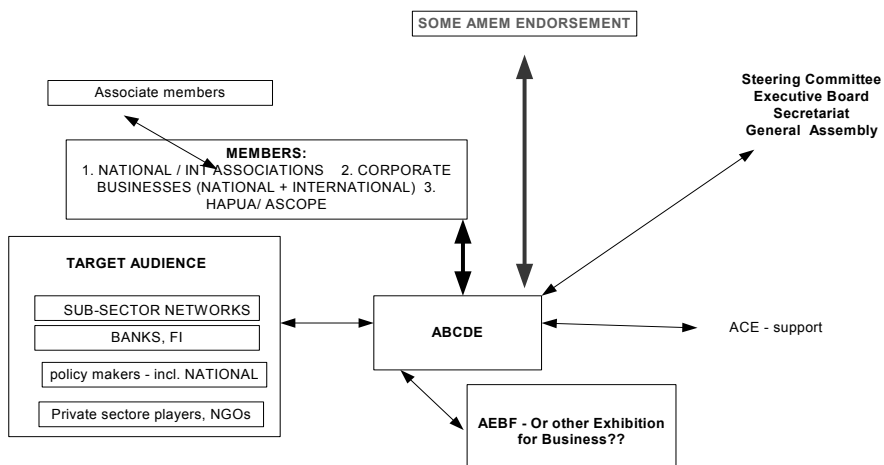 SOME AMEM ENDORSEMENT
Steering Committee
Executive Board
Secretariat
General Assembly
Associate members
MEMBERS:
1. NATIONAL / INT ASSOCIATIONS 2. CORPORATE
BUSINESSES (NATIONAL + INTERNATIONAL) 3.
HAPUA/ ASCOPE
TARGET AUDIENCE
SUB-SECTOR NETWORKS
BANKS, FI
policy makers - incl. NATIONAL
Private sectore players, NGOs
ABCDE
ACE - support
AEBF - Or other Exhibition
for Business??